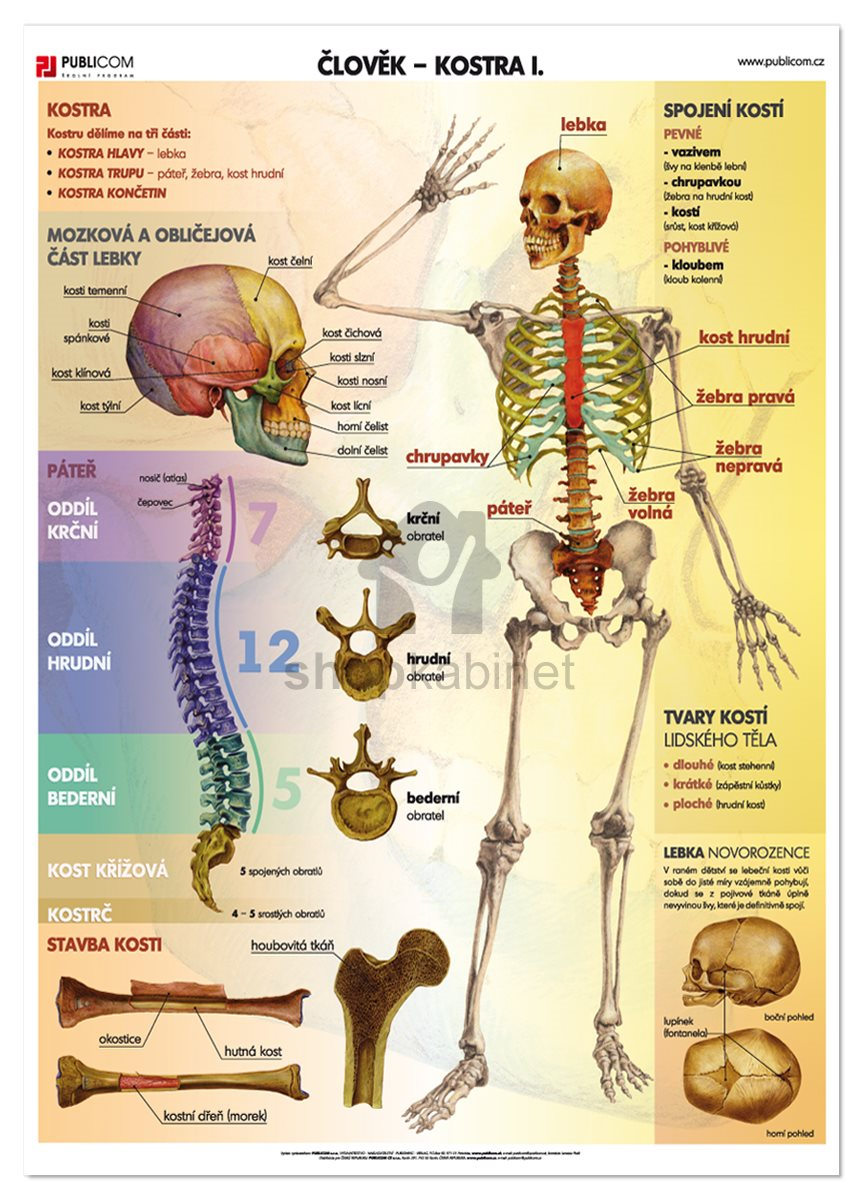 PUBLICOM
ŠKOLNÍ PROGRAM
ČLOVĚK – KOSTRA I.
www.publicom.cz
KOSTRA
Kostru dělíme na tři části:
• KOSTRA HLAVY – lebka
• KOSTRA TRUPU – páteř, žebra, kost hrudní
• KOSTRA KONČETIN
MOZKOVÁ A OBLIČEJOVÁ
ČÁST LEBKY
kost čelní
kosti temenní
kosti
spánkové
kost klínová
kost týlní
kost čichová
kosti slzní
kosti nosní
kost lícní
horní čelist
dolní čelist
PÁTEŘ
nosič (atlas)
čepovec
ODDÍL
KRČNÍ
7
krční
obratel
ODDÍL
HRUDNÍ
12
hrudní
obratel
ODDÍL
BEDERNÍ
5
bederní
obratel
KOST KŘÍŽOVÁ
5 spojených obratlů
KOSTRČ
4 – 5 srostlých obratlů
STAVBA KOSTI
houbovitá tkáň
okostice
hutná kost
kostní dřeň (morek)
lebka
kost hrudní
žebra pravá
žebra
nepravá
žebra
volná
chrupavky
páteř
shopkabinet
SPOJENÍ KOSTÍ
PEVNÉ
- vazivem
(švy na klenbě lební)
- chrupavkou
(žebra na hrudní kost)
- kostí
(srůst, kost křížová)
POHYBLIVÉ
- kloubem
(kloub kolenní)
TVARY KOSTÍ
LIDSKÉHO TĚLA
• dlouhé (kost stehenní)
• krátké (zápěstní kůstky)
• ploché (hrudní kost)
LEBKA NOVOROZENCE
V raném dětství se lebeční kosti vůči
sobě do jisté míry vzájemně pohybují,
dokud se z pojivové tkáně úplně
nevyvinou švy, které je definitivně spojí.
boční pohled
lupínek
(fontanela)
horní pohled